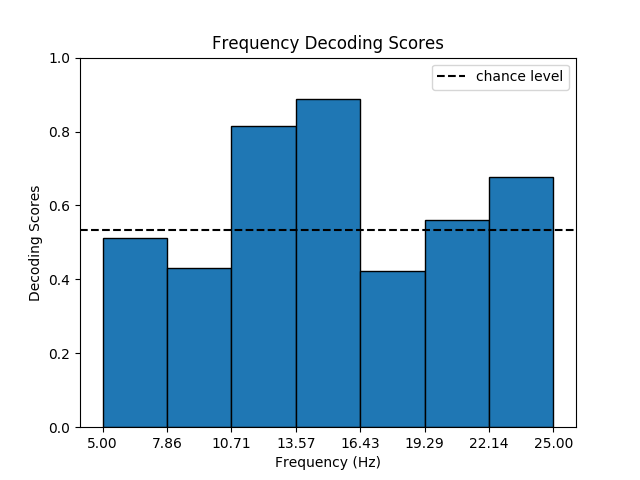 Frequency Decoding Scores
chance level
1.0
0.8
0.6
0.4
0.2
0.0
Decoding Scores
5.00 7.86 10.71 13.57 16.43 19.29 22.14 25.00
Frequency (Hz)